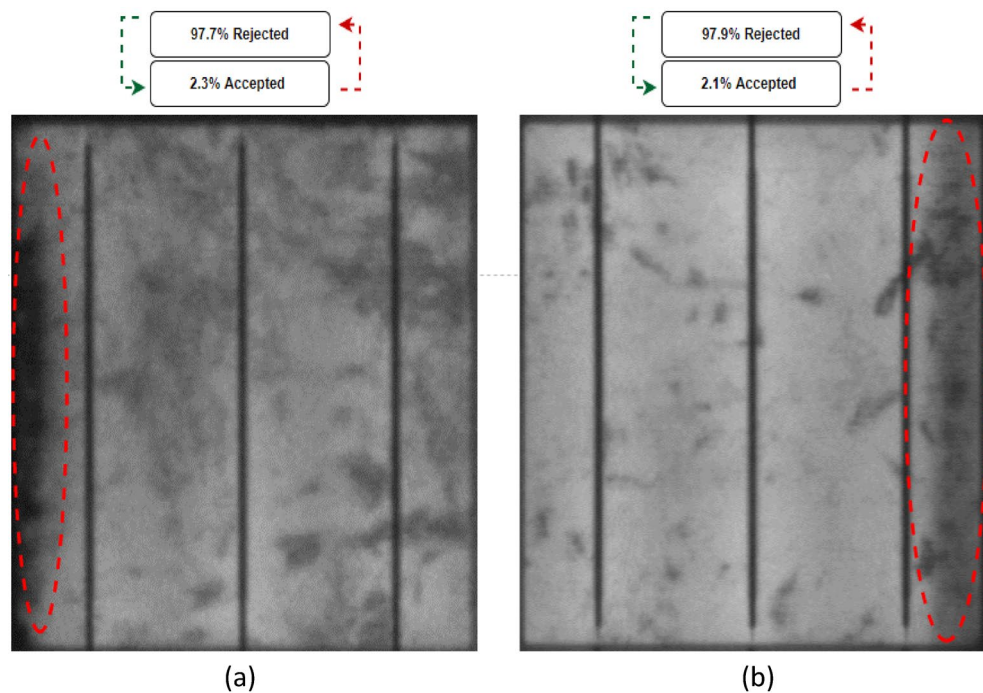 97.7% Rejected
2.3% Accepted
97.9% Rejected
2.1% Accepted
(a)
(b)